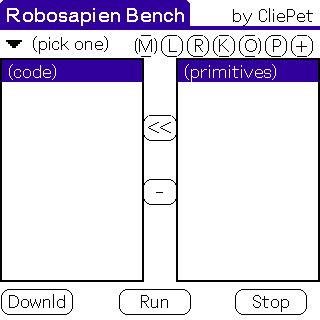 Robosapien Bench by CliePet
(pick one) (M) L R K O P +
(code) (primitives)
<<
-
Downld Run Stop